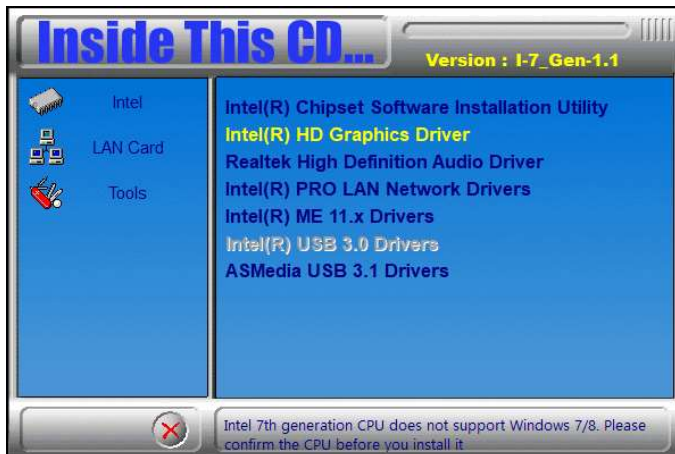 Inside This CD...
Version : I-7_Gen-1.1
Intel
LAN Card
Tools
Intel(R) Chipset Software Installation Utility
Intel(R) HD Graphics Driver
Realtek High Definition Audio Driver
Intel(R) PRO LAN Network Drivers
Intel(R) ME 11.x Drivers
Intel(R) USB 3.0 Drivers
ASMedia USB 3.1 Drivers
Intel 7th generation CPU does not support Windows 7/8. Please
confirm the CPU before you install it